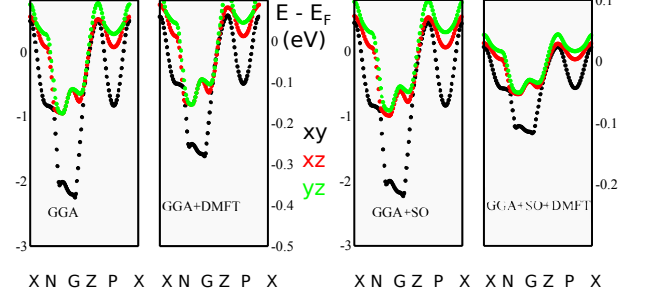 0
-1
-2
-3
GGA
GGA+DMFT
E - E_F
(eV)
0
-0.1
-0.2
-0.3
-0.4
-0.5
xy
xz
yz
0
-1
-2
-3
GGA+SO
GGA+SO+DMFT
0.1
0
-0.1
-0.2
X N G Z P X
X N G Z P X
X N G Z P X
X N G Z P X